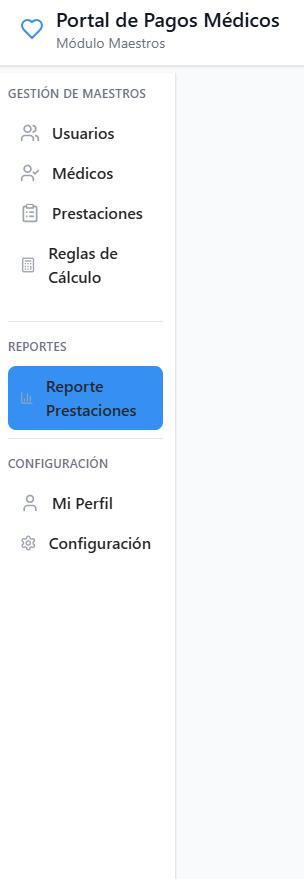 Portal de Pagos Médicos
Módulo Maestros
GESTIÓN DE MAESTROS
Usuarios
Médicos
Prestaciones
Reglas de
Cálculo
REPORTES
Reporte
Prestaciones
CONFIGURACIÓN
Mi Perfil
Configuración